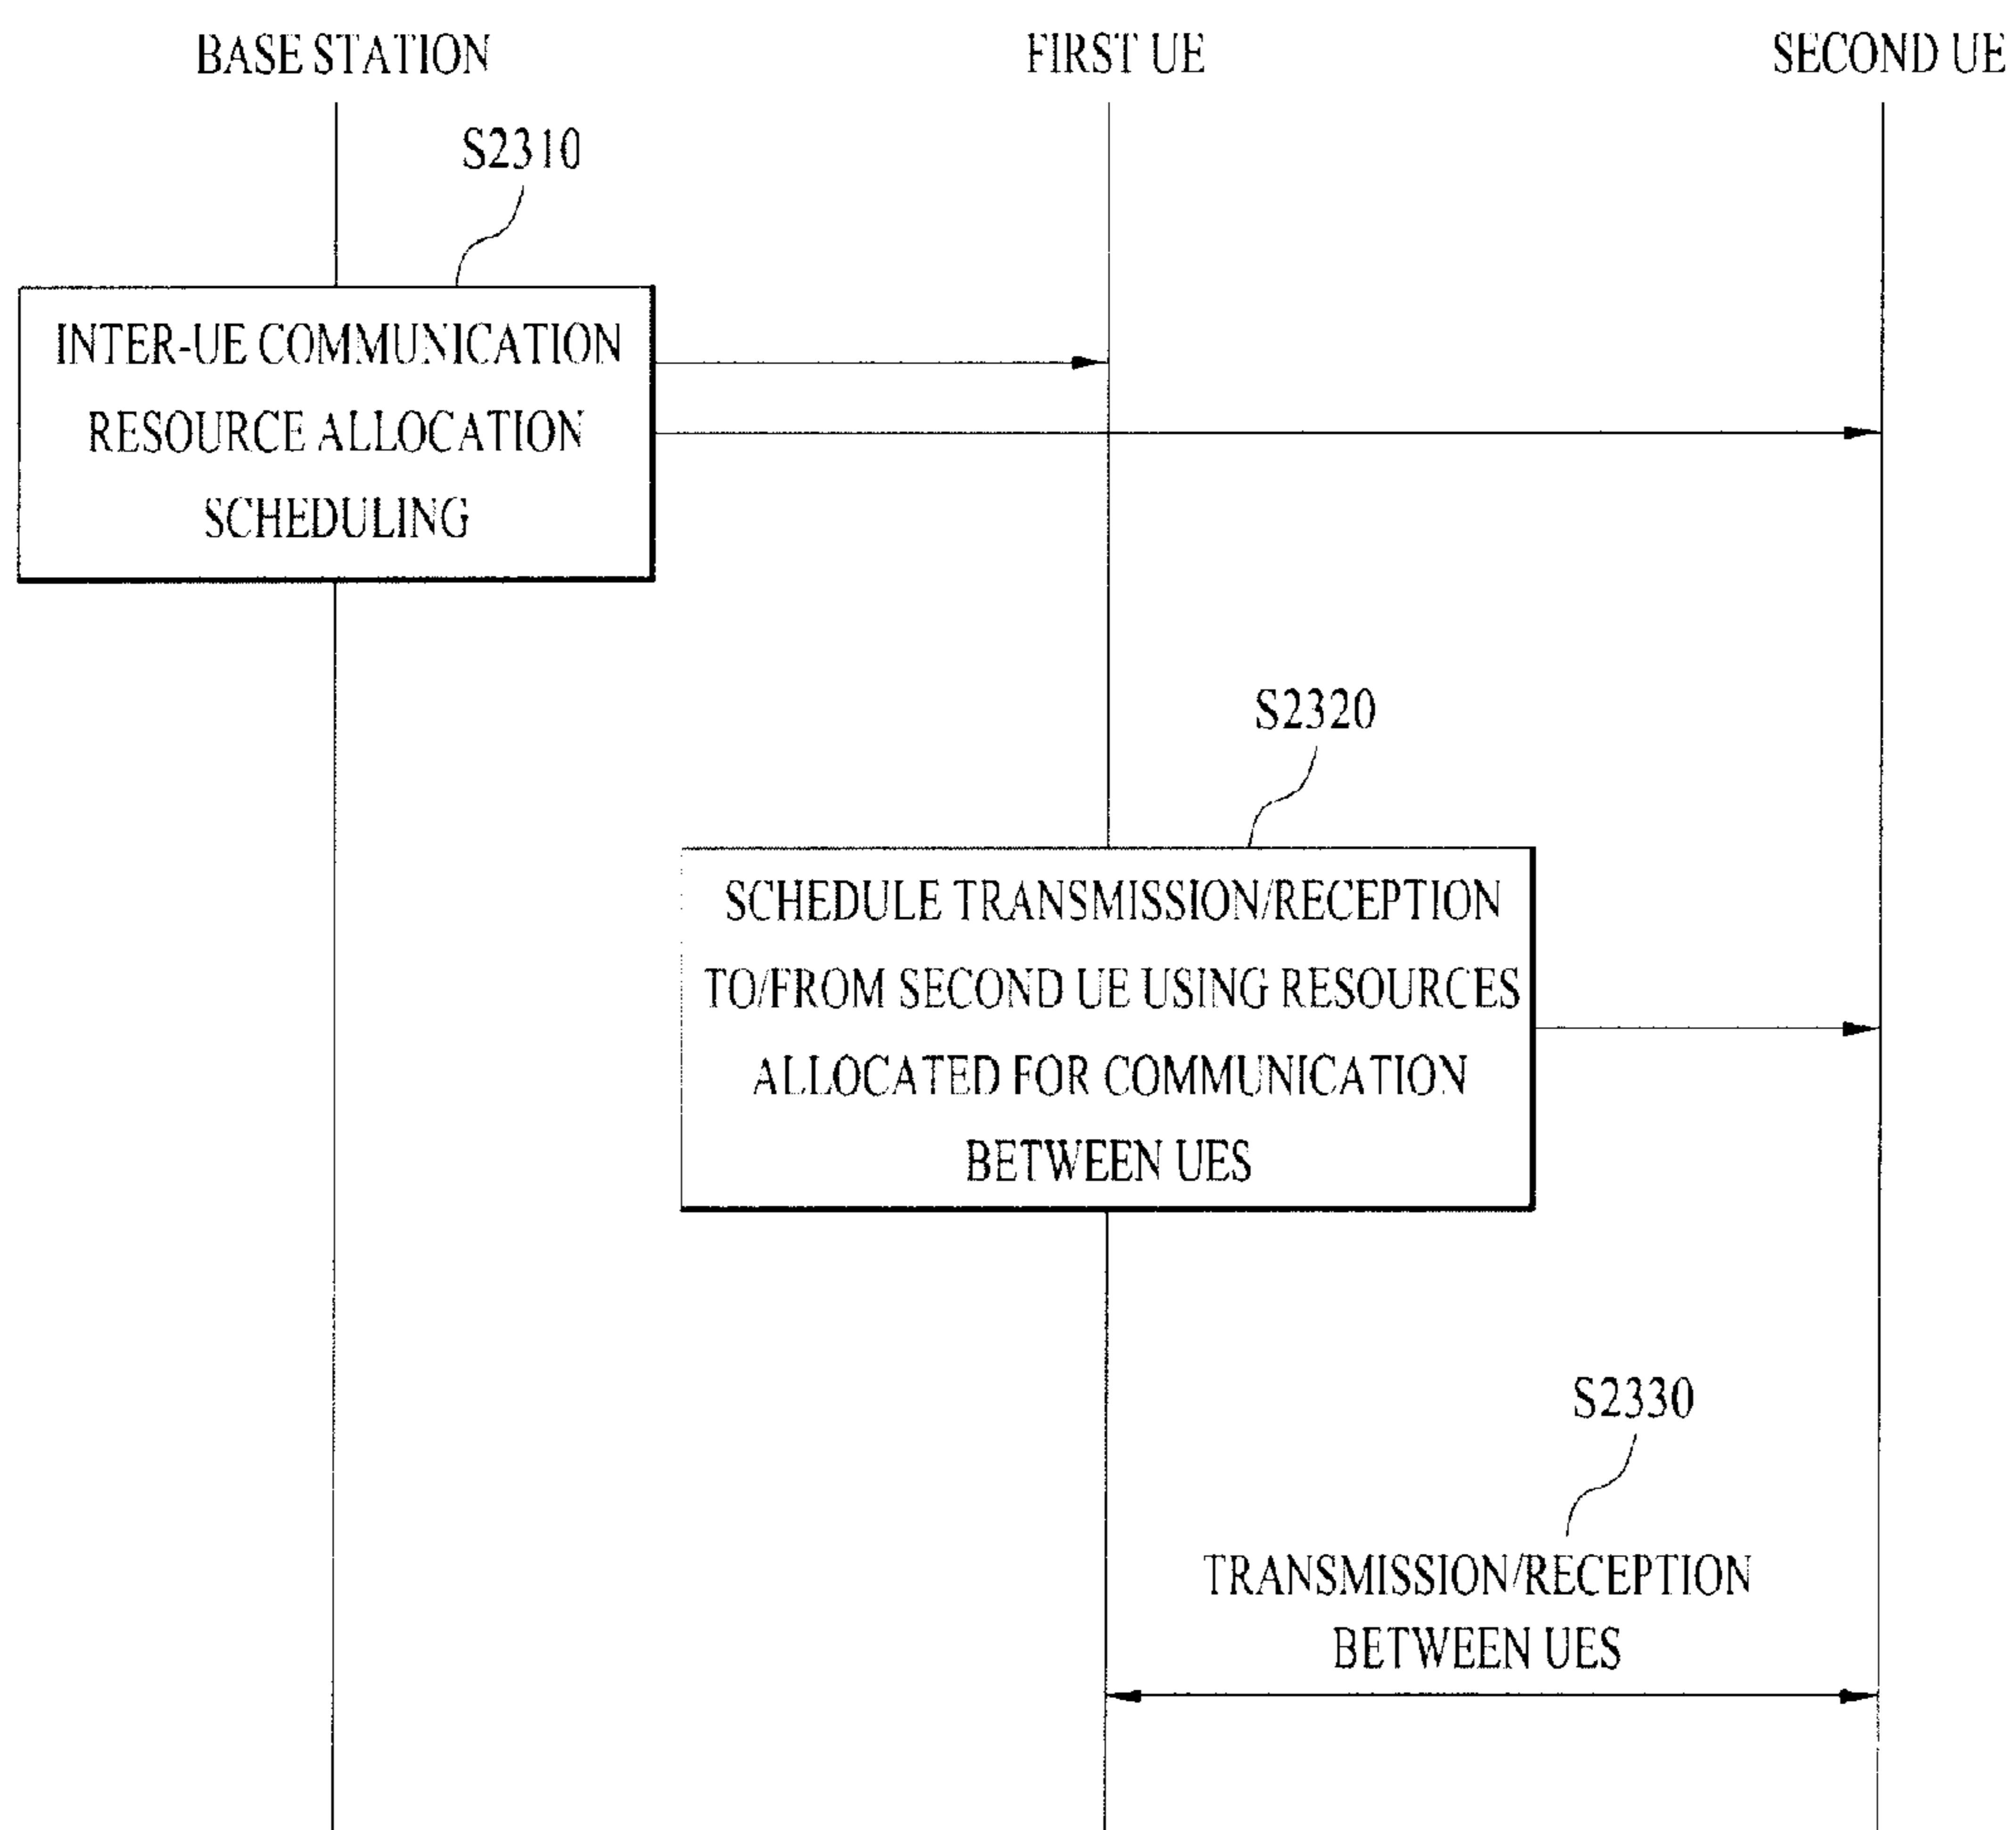 BASE STATION
FIRST UE
SECOND UE
S2310
INTER-UE COMMUNICATION
RESOURCE ALLOCATION
SCHEDULING
S2320
SCHEDULE TRANSMISSION/RECEPTION
TO/FROM SECOND UE USING RESOURCES
ALLOCATED FOR COMMUNICATION
BETWEEN UES
S2330
TRANSMISSION/RECEPTION
BETWEEN UES